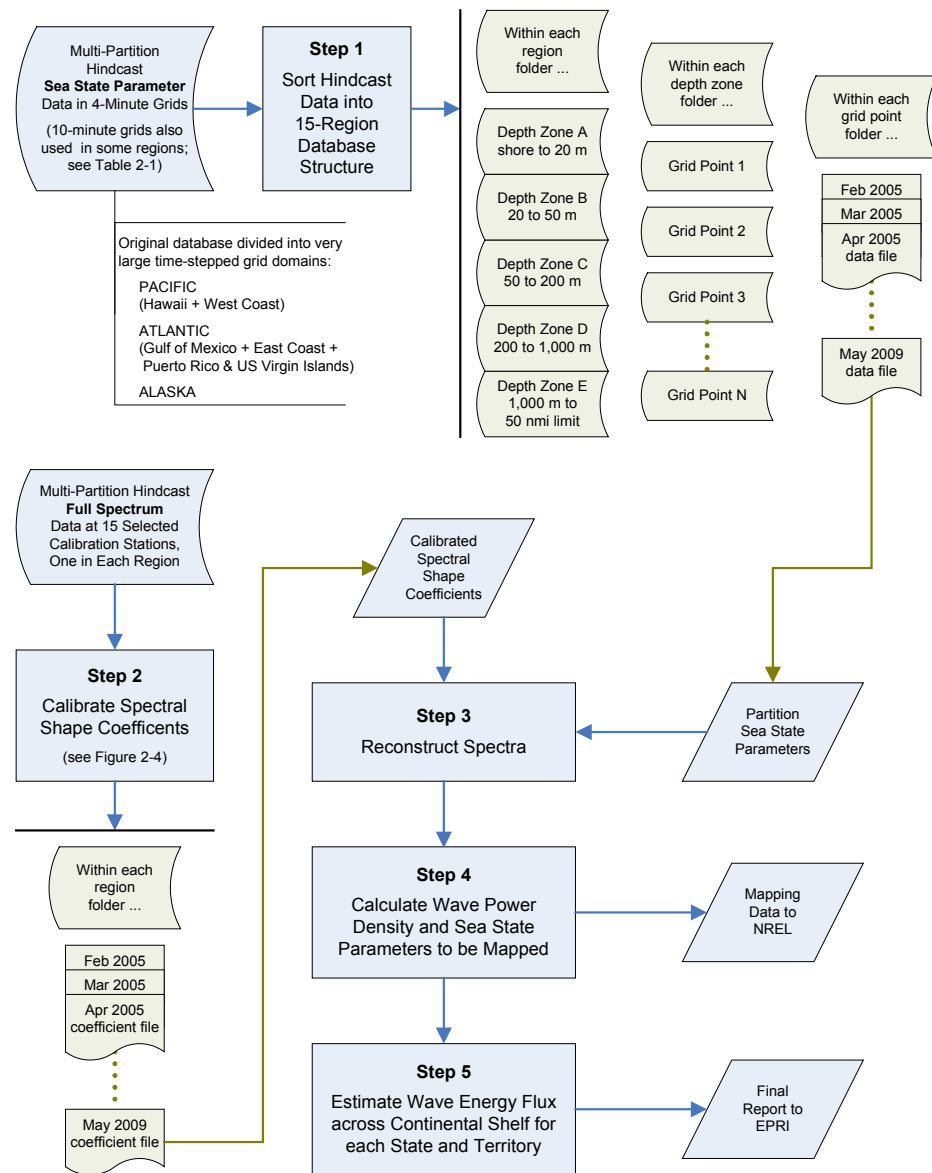 Multi-Partition
Hindcast
Sea State Parameter
Data in 4-Minute Grids
(10-minute grids also
used in some regions;
see Table 2-1)
Step 1
Sort Hindcast
Data into
15-Region
Database
Structure
Original database divided into very
large time-stepped grid domains:
PACIFIC
(Hawaii + West Coast)
ATLANTIC
(Gulf of Mexico + East Coast +
Puerto Rico & US Virgin Islands)
ALASKA
Within each
region
folder ...
Depth Zone A
shore to 20 m
Depth Zone B
20 to 50 m
Depth Zone C
50 to 200 m
Depth Zone D
200 to 1,000 m
Depth Zone E
1,000 m to
50 nmi limit
Within each
depth zone
folder ...
Grid Point 1
Grid Point 2
Grid Point 3
Grid Point N
Within each
grid point
folder ...
Feb 2005
Mar 2005
Apr 2005
data file
May 2009
data file
Multi-Partition Hindcast
Full Spectrum
Data at 15 Selected
Calibration Stations,
One in Each Region
Step 2
Calibrate Spectral
Shape Coefficents
(see Figure 2-4)
Within each
region
folder ...
Feb 2005
Mar 2005
Apr 2005
coefficient file
May 2009
coefficient file
Calibrated
Spectral
Shape
Coefficients
Step 3
Reconstruct Spectra
Partition
Sea State
Parameters
Step 4
Calculate Wave Power
Density and Sea State
Parameters to be Mapped
Mapping
Data to
NREL
Step 5
Estimate Wave Energy Flux
across Continental Shelf for
each State and Territory
Final
Report to
EPRI